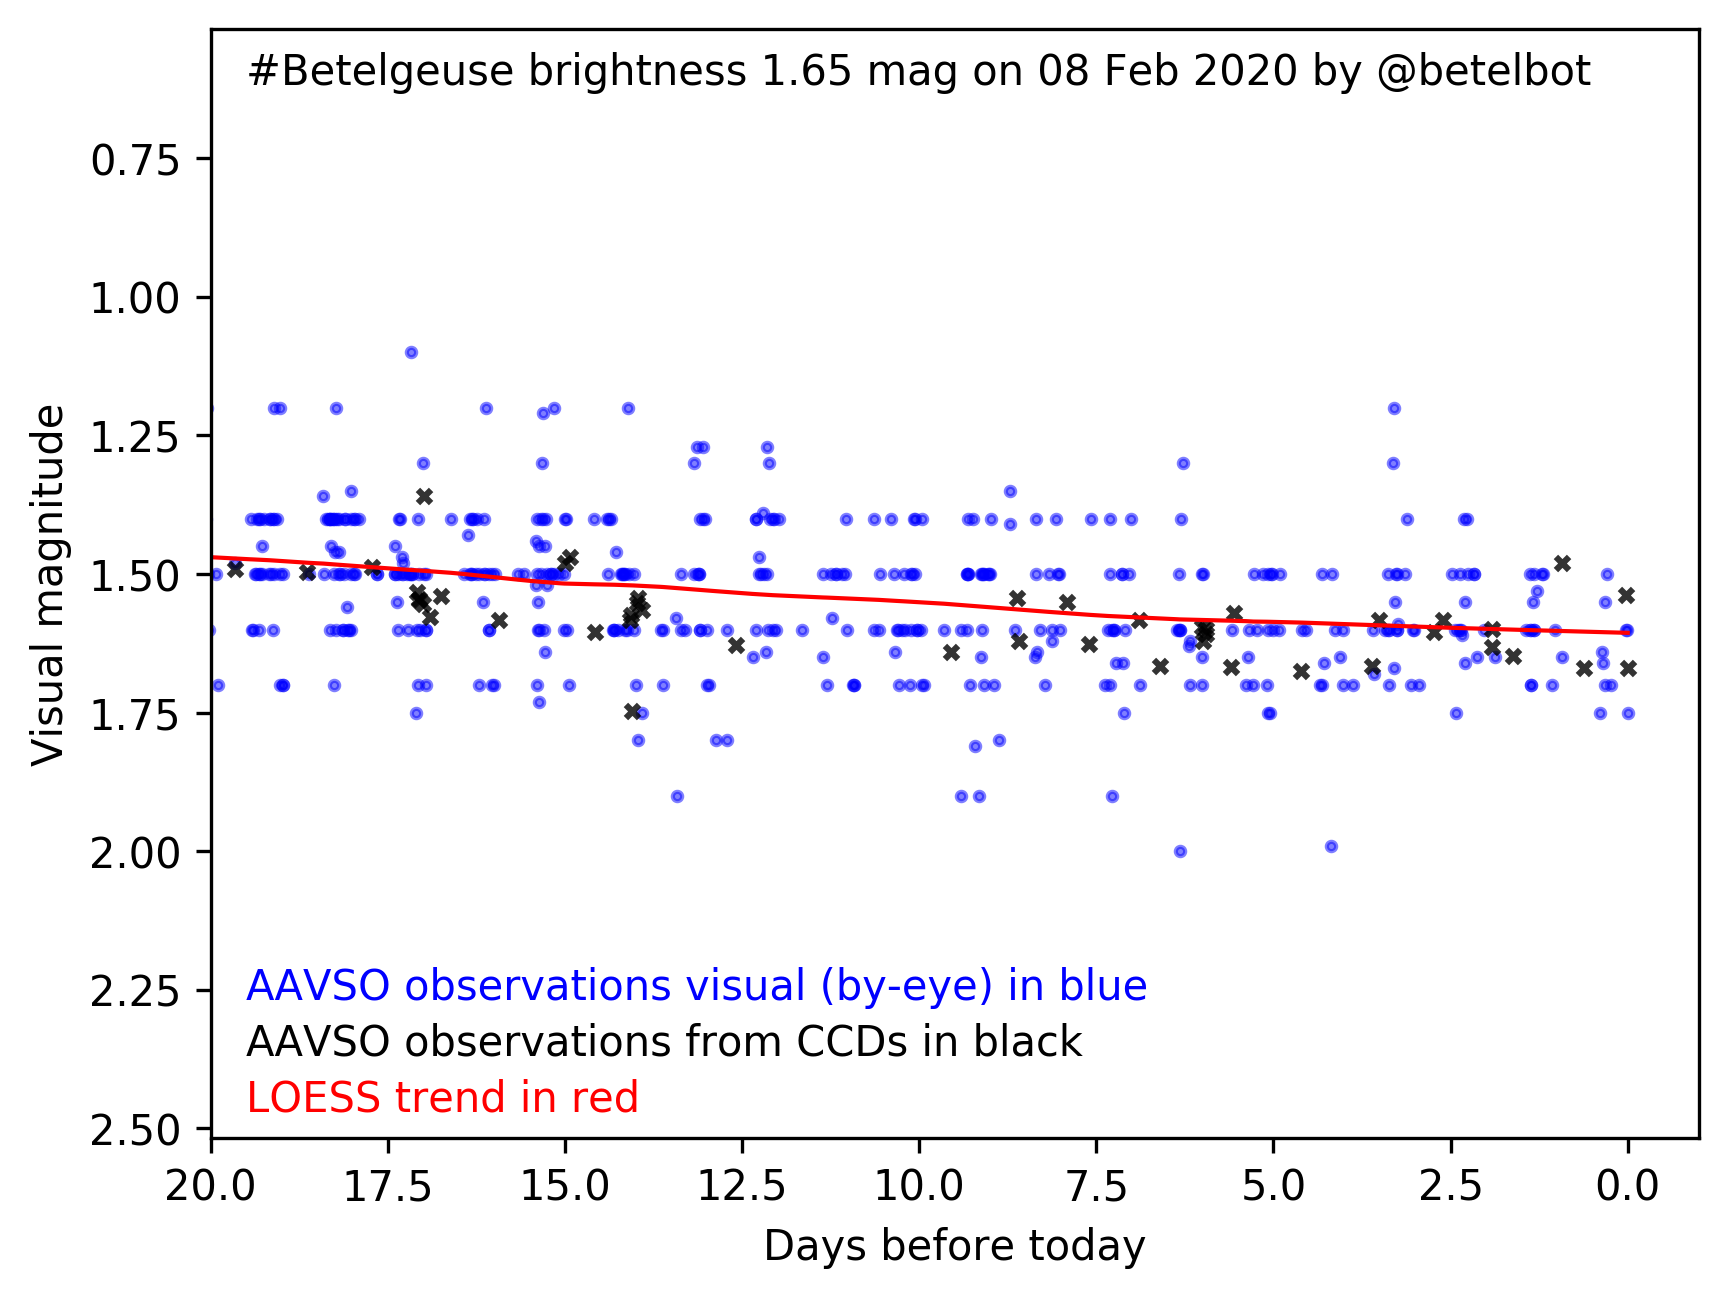 #Betelgeuse brightness 1.65 mag on 08 Feb 2020 by @betelbot
0.75
1.00
1.25
1.50
1.75
2.00
2.25
2.50
Visual magnitude
AAVSO observations visual (by-eye) in blue
AAVSO observations from CCDs in black
LOESS trend in red
20.0 17.5 15.0 12.5 10.0 7.5 5.0 2.5 0.0
Days before today